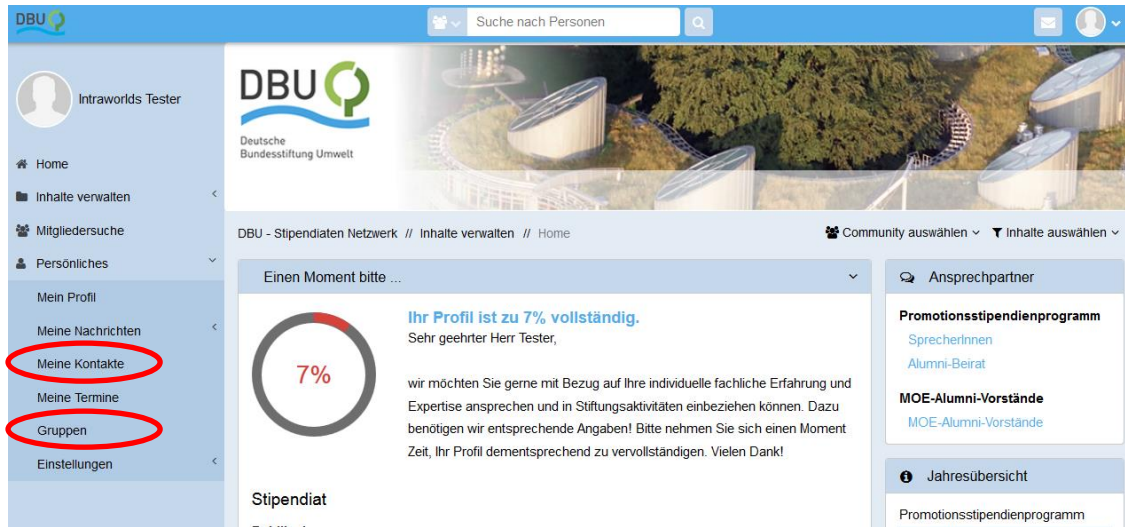 DBU
Suche nach Personen
Intraworlds Tester
Home
Inhalte verwalten
Mitgliedersuche
Persönliches
Mein Profil
Meine Nachrichten
Meine Kontakte
Meine Termine
Gruppen
Einstellungen
DBU
Deutsche
Bundesstiftung Umwelt
DBU - Stipendiaten Netzwerk // Inhalte verwalten // Home
Community auswählen
Inhalte auswählen
Einen Moment bitte ...
7%
Ihr Profil ist zu 7% vollständig.
Sehr geehrter Herr Tester,
wir möchten Sie gerne mit Bezug auf Ihre individuelle fachliche Erfahrung und
Expertise ansprechen und in Stiftungsaktivitäten einbeziehen können. Dazu
benötigen wir entsprechende Angaben! Bitte nehmen Sie sich einen Moment
Zeit, Ihr Profil dementsprechend zu vervollständigen. Vielen Dank!
Stipendiat
Ansprechpartner
Promotionsstipendienprogramm
SprecherInnen
Alumni-Beirat
MOE-Alumni-Vorstände
MOE-Alumni-Vorstände
Jahresübersicht
Promotionsstipendienprogramm